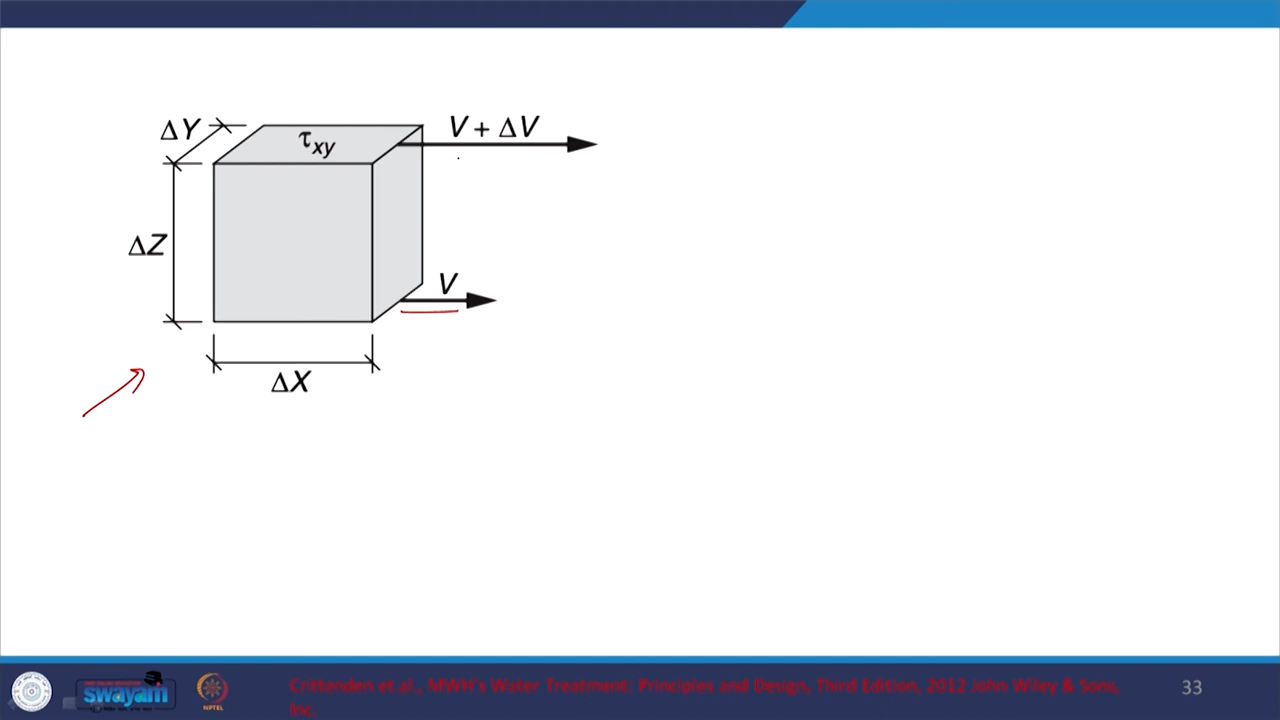 ΔY
τxy
V + ΔV
ΔZ
V
ΔX
swayam
NPTEL
Crittenden et al., MWH's Water Treatment: Principles and Design, Third Edition, 2012 John Wiley & Sons,
Inc.
33